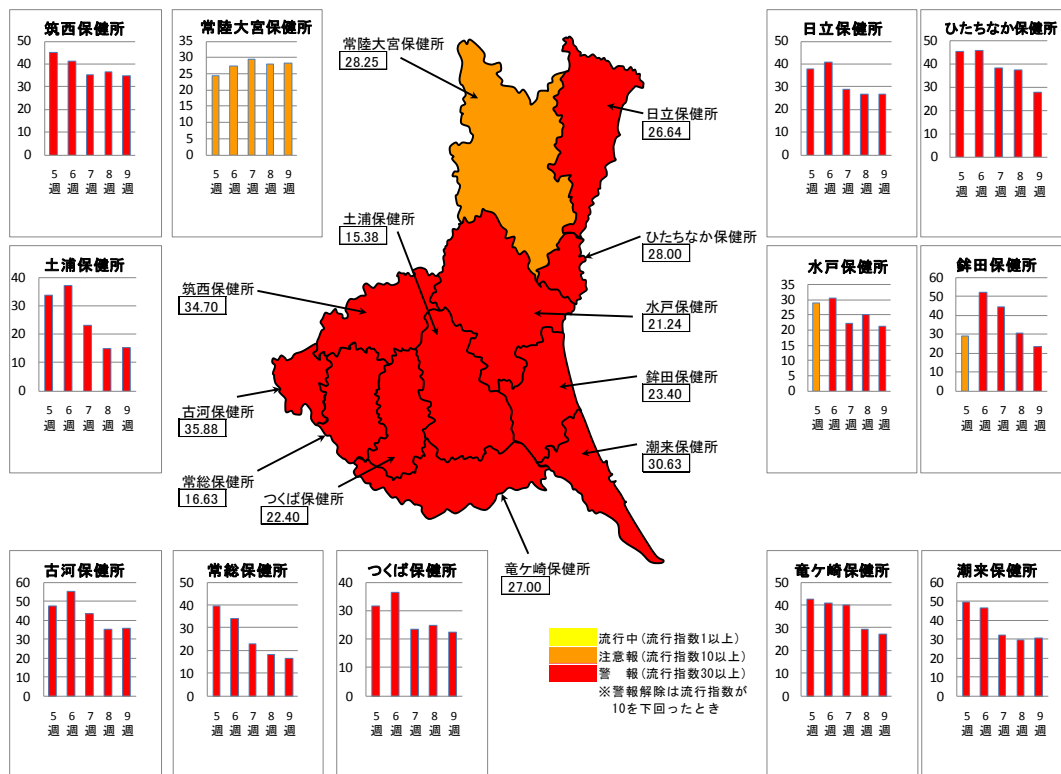 筑西保健所
50
40
30
20
10
0
5週
6週
7週
8週
9週
常陸大宮保健所
35
30
25
20
15
10
5
0
5週
6週
7週
8週
9週
日立保健所
50
40
30
20
10
0
5週
6週
7週
8週
9週
ひたちなか保健所
50
40
30
20
10
0
5週
6週
7週
8週
9週
常陸大宮保健所
28.25
日立保健所
26.64
土浦保健所
15.38
ひたちなか保健所
28.00
筑西保健所
34.70
水戸保健所
21.24
鉾田保健所
23.40
古河保健所
35.88
潮来保健所
30.63
常総保健所
16.63
つくば保健所
22.40
竜ケ崎保健所
27.00
土浦保健所
40
30
20
10
0
5週
6週
7週
8週
9週
水戸保健所
35
30
25
20
15
10
5
0
5週
6週
7週
8週
9週
鉾田保健所
60
50
40
30
20
10
0
5週
6週
7週
8週
9週
古河保健所
60
50
40
30
20
10
0
5週
6週
7週
8週
9週
常総保健所
50
40
30
20
10
0
5週
6週
7週
8週
9週
つくば保健所
40
30
20
10
0
5週
6週
7週
8週
9週
流行中(流行指数1以上)
注意報(流行指数10以上)
警　報(流行指数30以上)
※警報解除は流行指数が
10を下回ったとき
竜ケ崎保健所
50
40
30
20
10
0
5週
6週
7週
8週
9週
潮来保健所
60
50
40
30
20
10
0
5週
6週
7週
8週
9週